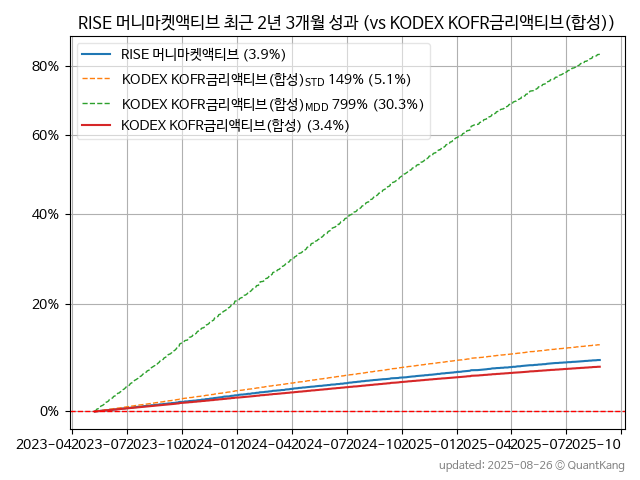 RISE 머니마켓액티브 최근 2년 3개월 성과 (vs KODEX KOFR금리액티브(합성))
RISE 머니마켓액티브 (3.9%)
KODEX KOFR금리액티브(합성)STD 149% (5.1%)
KODEX KOFR금리액티브(합성)MDD 799% (30.3%)
KODEX KOFR금리액티브(합성) (3.4%)
80%
60%
40%
20%
0%
2023-04 2023-07 2023-10 2024-01 2024-04 2024-07 2024-10 2025-01 2025-04 2025-07 2025-10
updated: 2025-08-26 © QuantKang